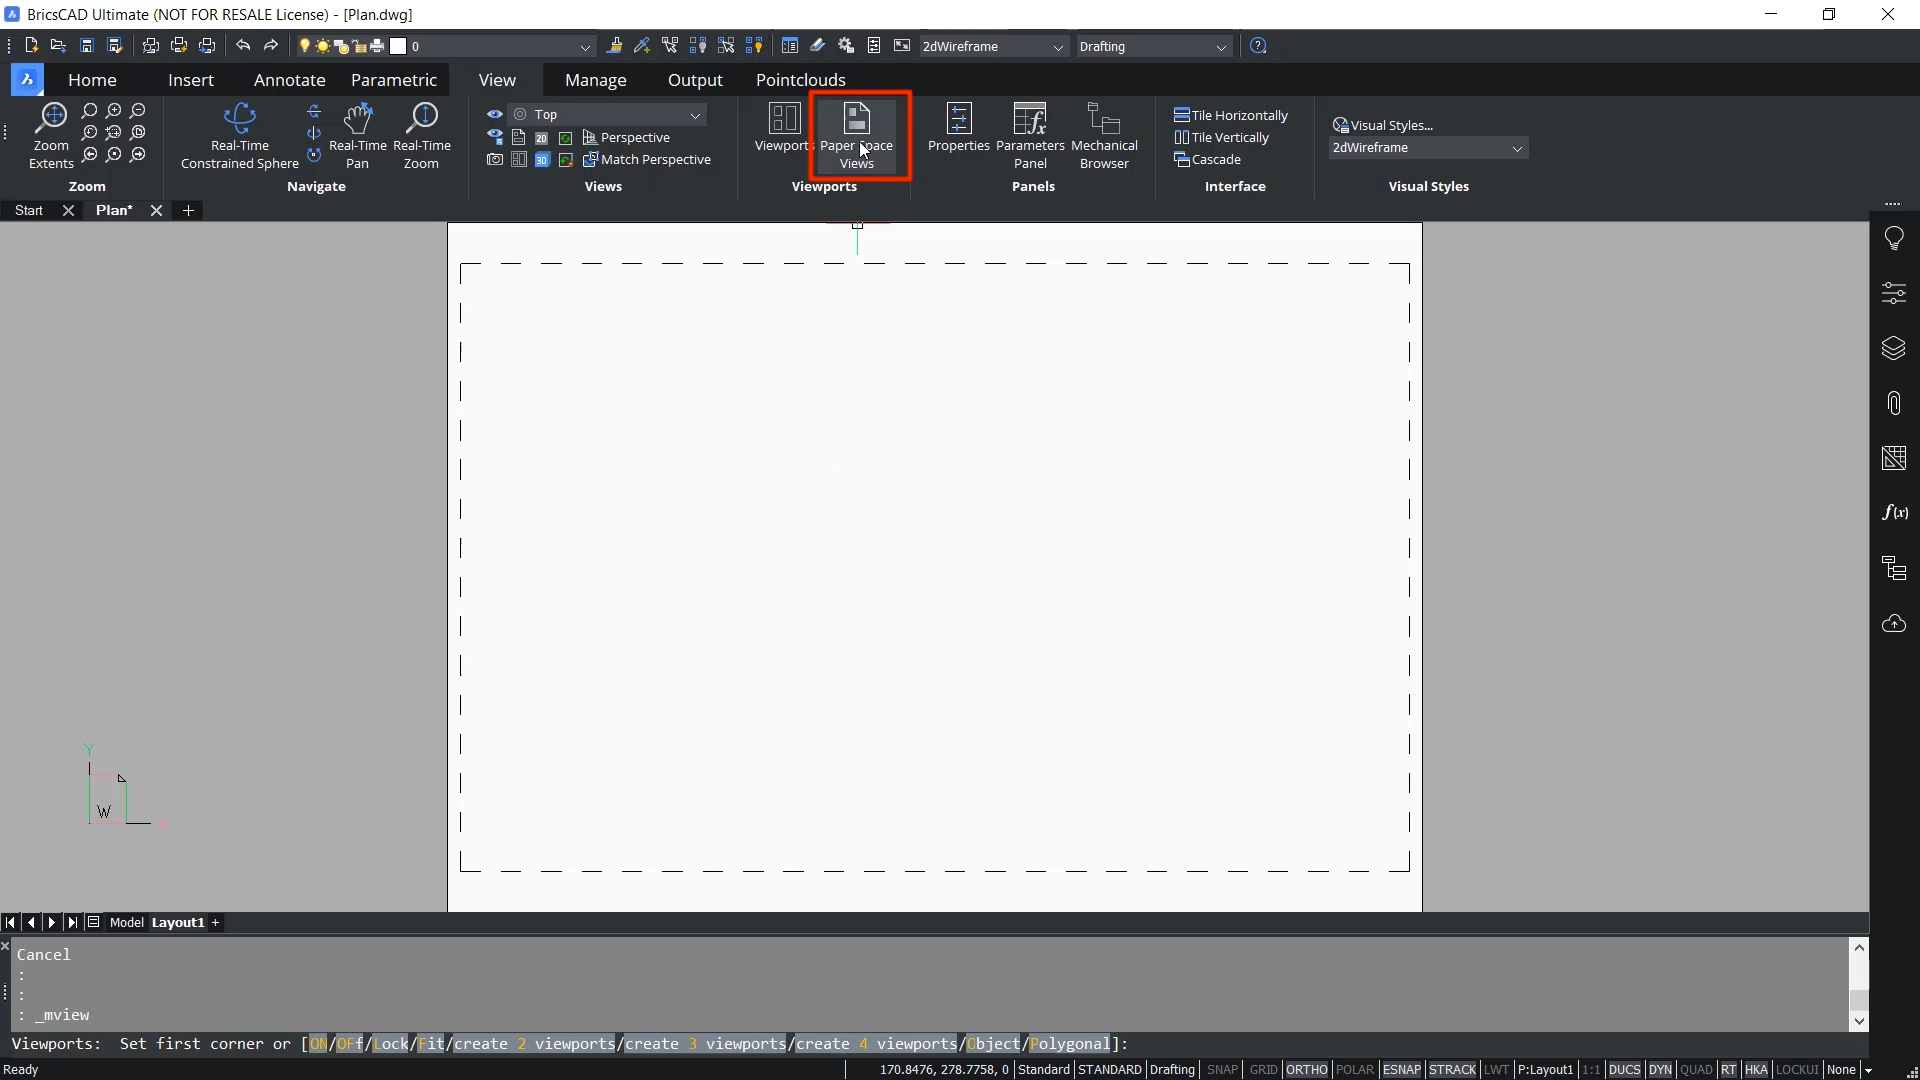 BricsCAD Ultimate (NOT FOR RESALE License) - [Plan.dwg]
0 2dWireframe Drafting
Home Insert Annotate Parametric View Manage Output Pointclouds
Zoom Extents
Real-Time Constrained Sphere
Real-Time Pan
Real-Time Zoom
Top
2D Perspective
3D Match Perspective
Viewports
Paper Space Views
Properties
Parameters Panel
Mechanical Browser
Tile Horizontally
Tile Vertically
Cascade
Visual Styles...
2dWireframe
Zoom Navigate Views Viewports Panels Interface Visual Styles
Start Plan*
f(x)
Y
W
X
Model Layout1 +
Cancel
:
:
: _mview
Viewports: Set first corner or [ON/OFf/Lock/Fit/create 2 viewports/create 3 viewports/create 4 viewports/Object/Polygonal]:
Ready 170.8476, 278.7758, 0 Standard STANDARD Drafting SNAP GRID ORTHO POLAR ESNAP STRACK LWT P:Layout1 1:1 DUCS DYN QUAD RT HKA LOCKUI None